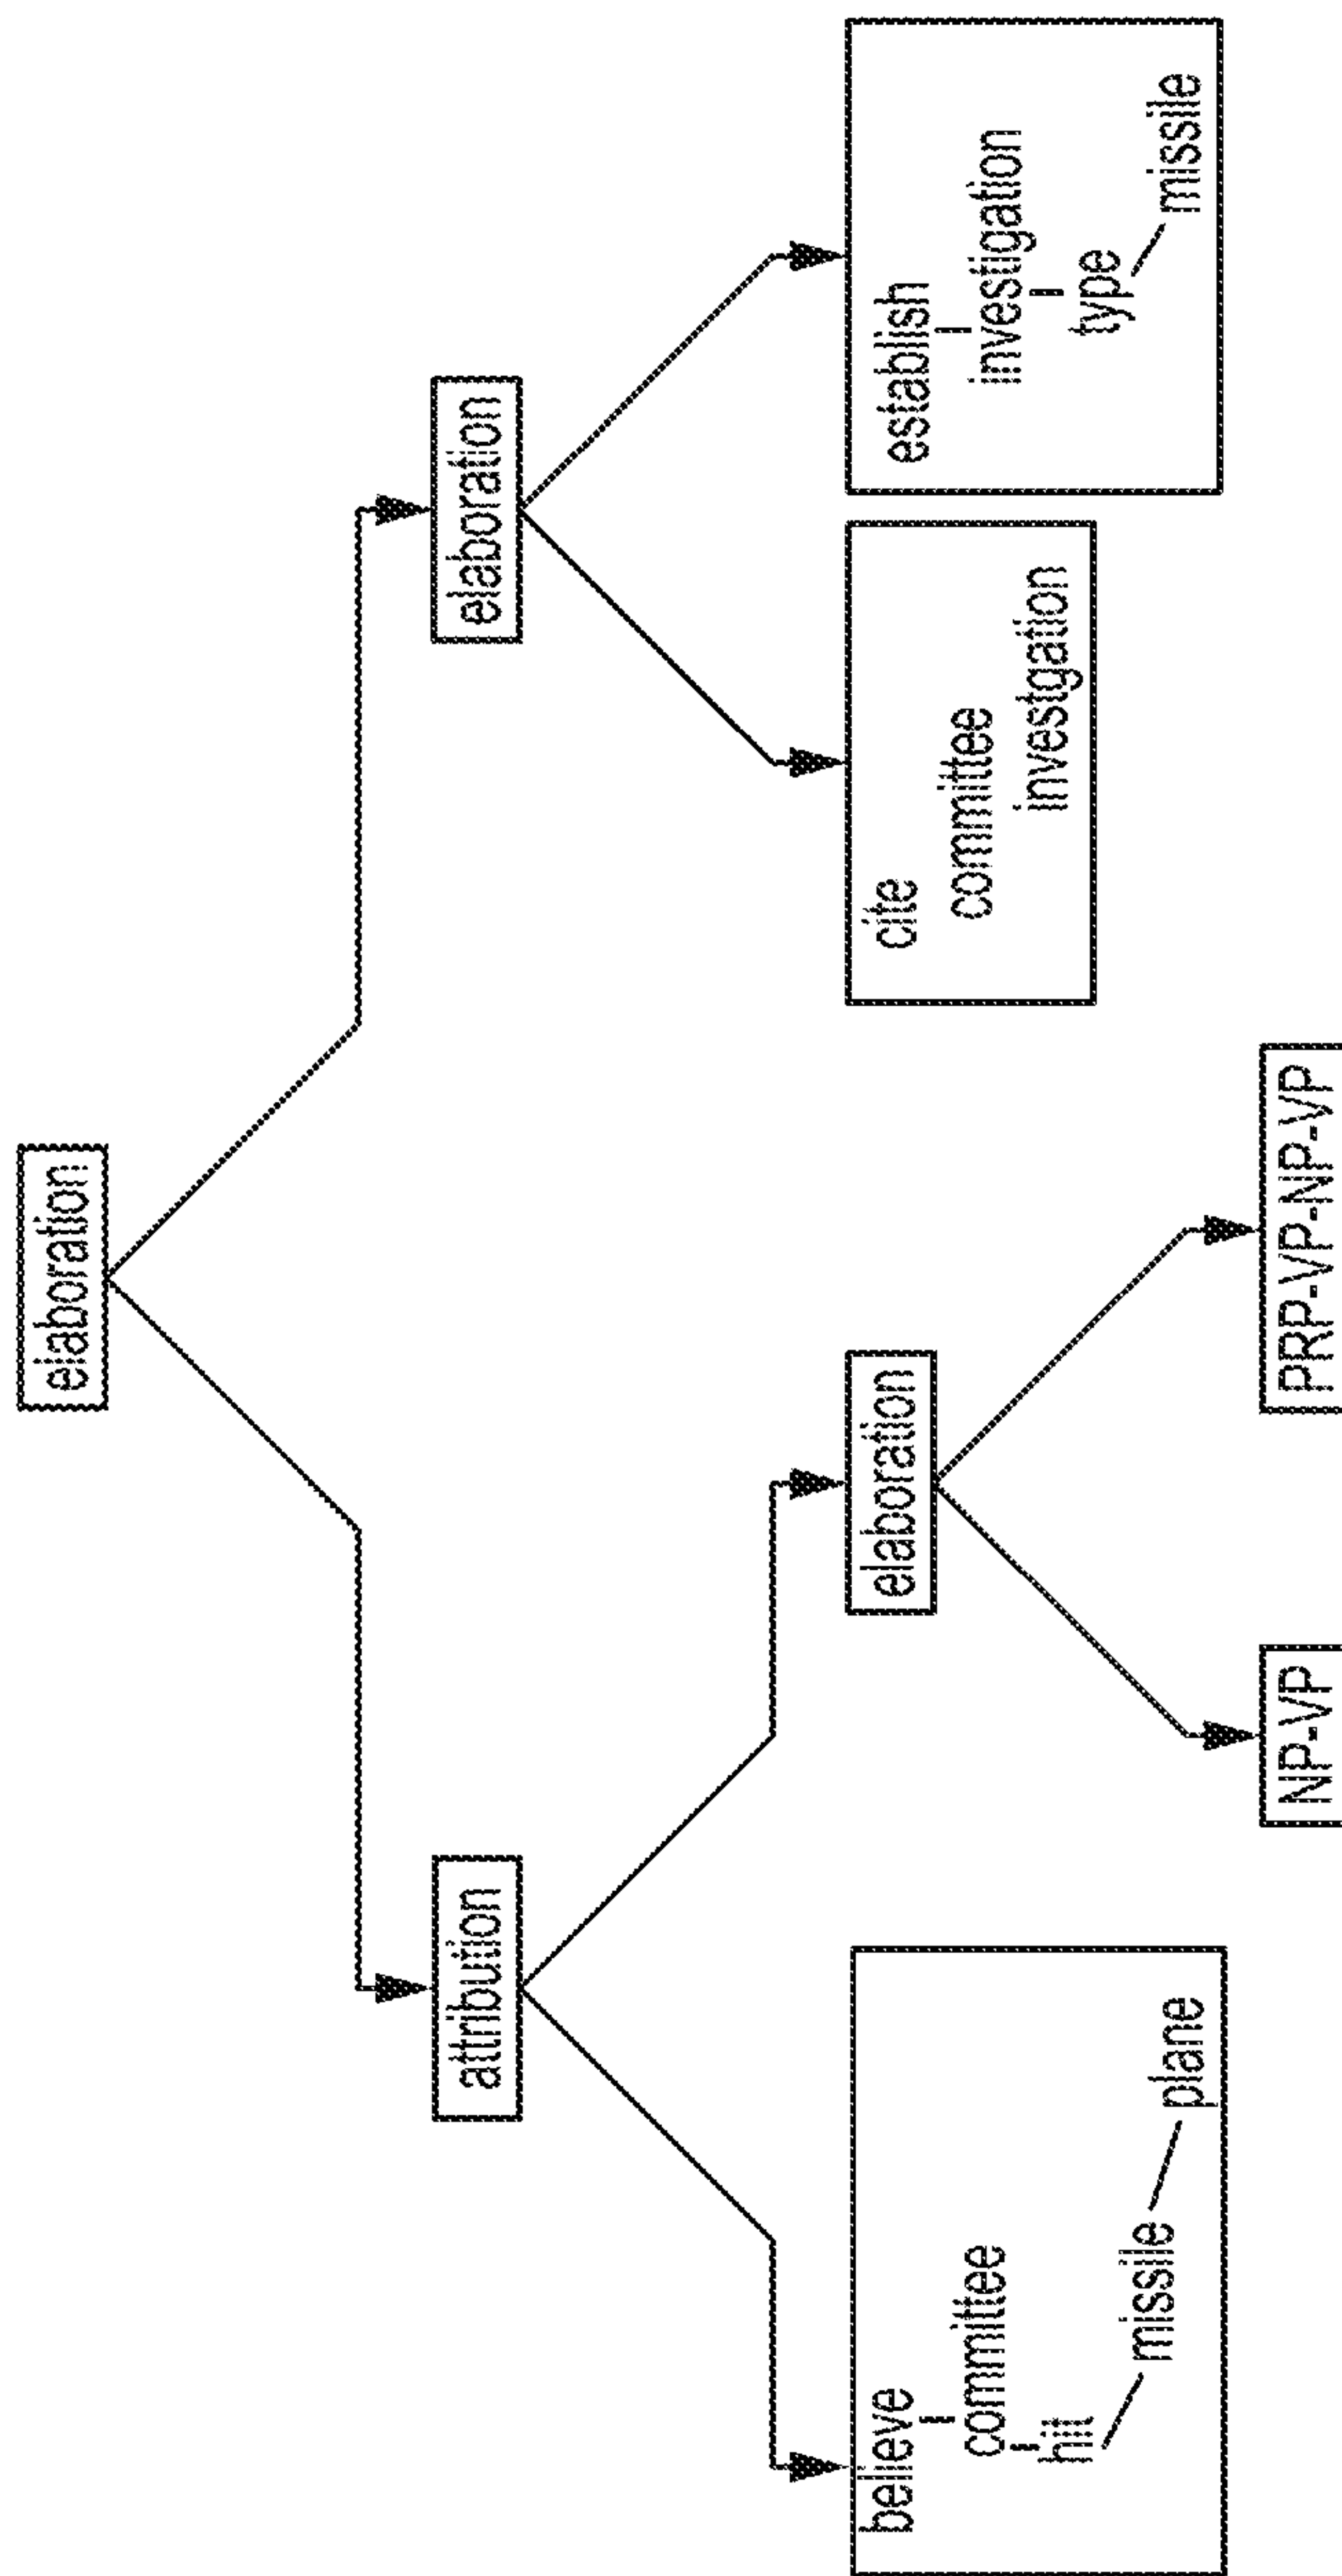 elaboration
attribution
elaboration
believe
committee
hit
missile
plane
elaboration
cite
committee
investgation
establish
investigation
type
missile
NP-VP
PRP-VP-NP-VP